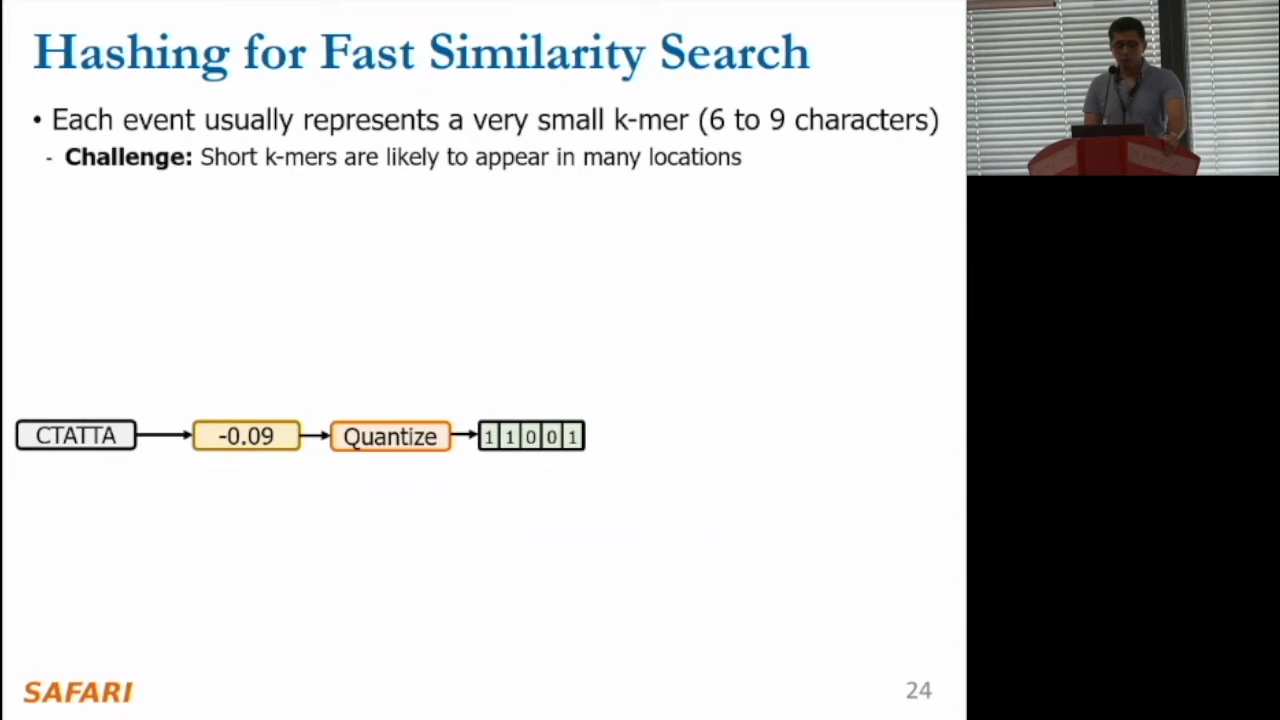 Hashing for Fast Similarity Search
• Each event usually represents a very small k-mer (6 to 9 characters)
- Challenge: Short k-mers are likely to appear in many locations
CTATTA -0.09 Quantize 1 1 0 0 1
SAFARI 24